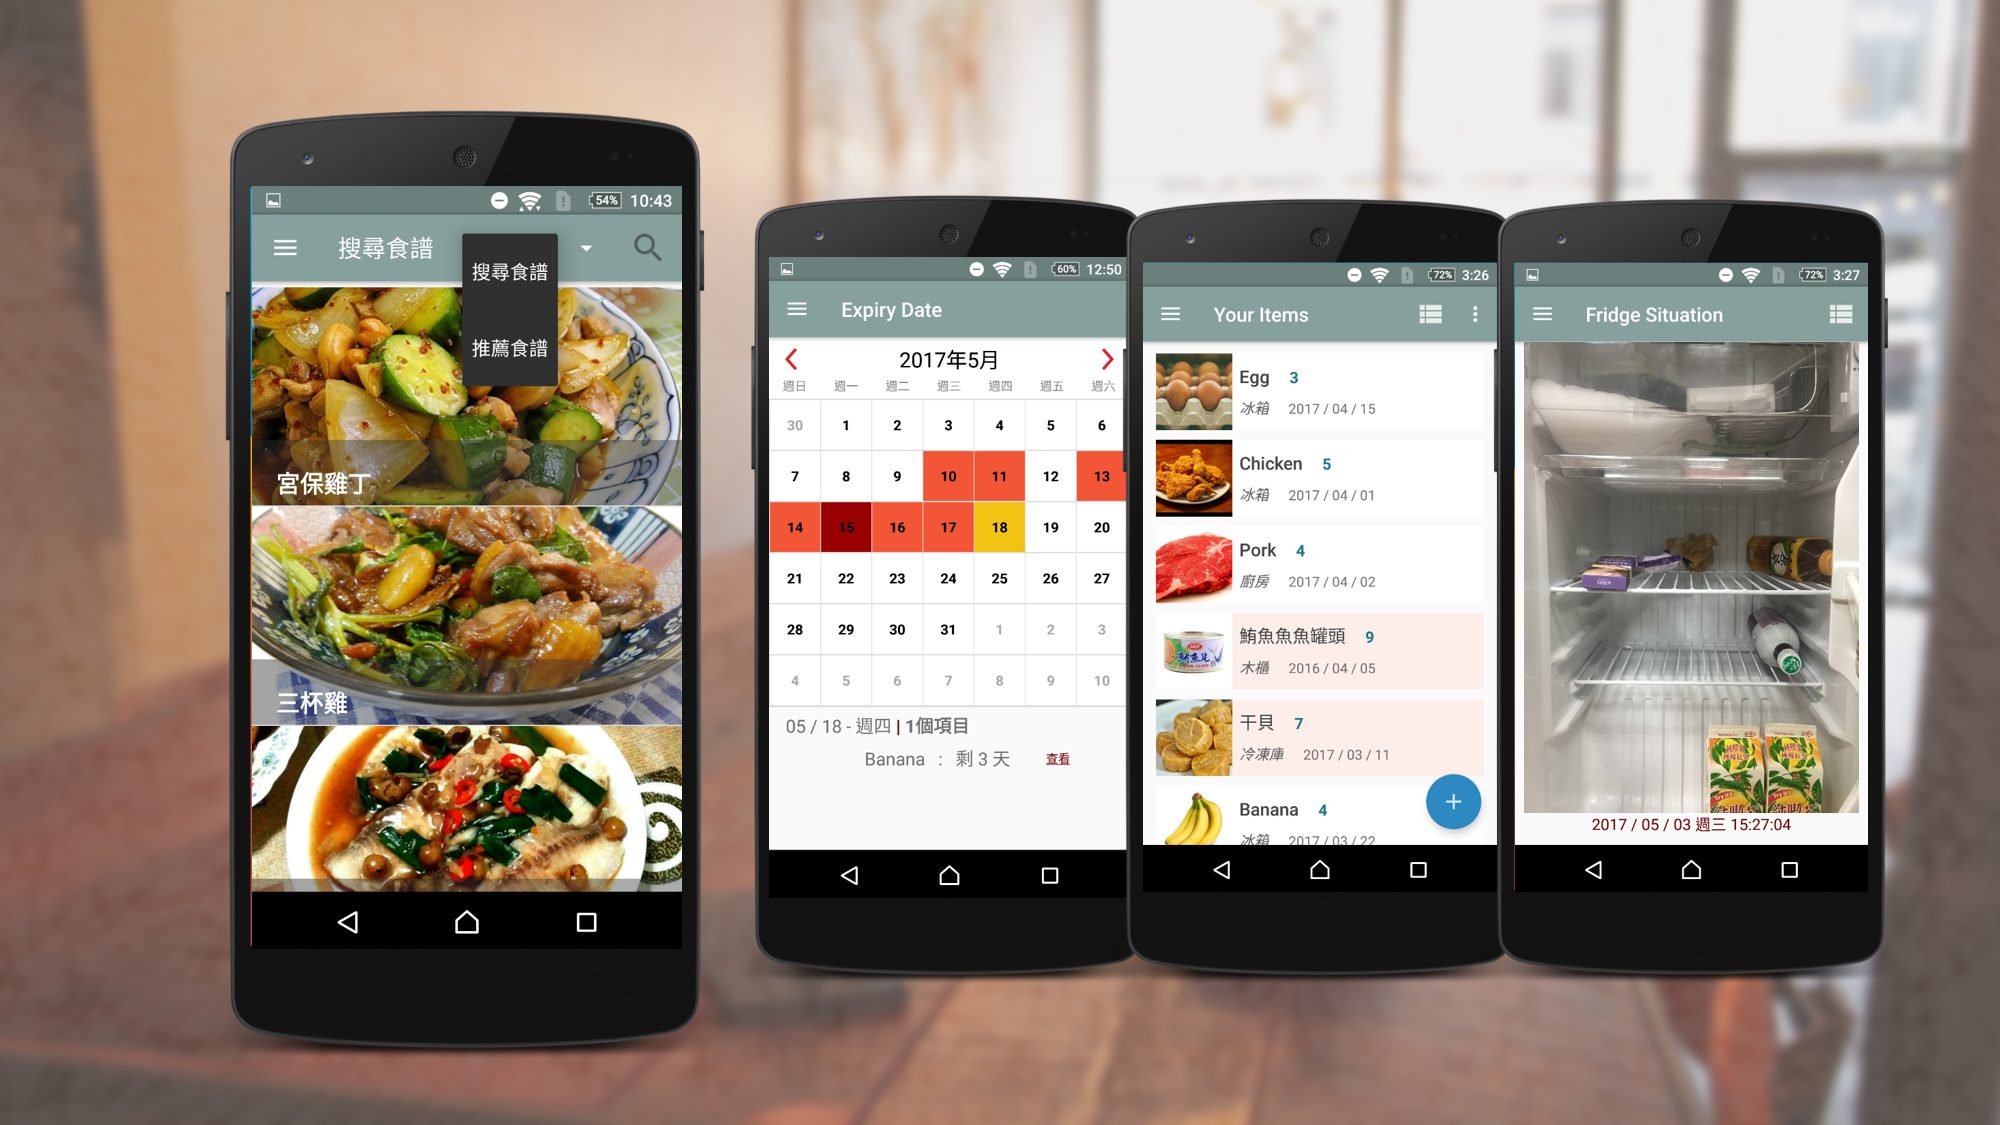 54% 10:43
搜尋食譜
搜尋食譜
推薦食譜
宮保雞丁
三杯雞
60% 12:50
Expiry Date
2017年5月
週日 週一 週二 週三 週四 週五 週六
30 1 2 3 4 5 6
7 8 9 10 11 12 13
14 15 16 17 18 19 20
21 22 23 24 25 26 27
28 29 30 31 1 2 3
4 5 6 7 8 9 10
05 / 18 - 週四 | 1個項目
Banana : 剩 3 天 查看
72% 3:26
Your Items
Egg 3
冰箱 2017 / 04 / 15
Chicken 5
冰箱 2017 / 04 / 01
Pork 4
廚房 2017 / 04 / 02
鮪魚魚魚罐頭 9
木櫃 2016 / 04 / 05
干貝 7
冷凍庫 2017 / 03 / 11
Banana 4
冰箱 2017 / 03 / 22
72% 3:27
Fridge Situation
2017 / 05 / 03 週三 15:27:04